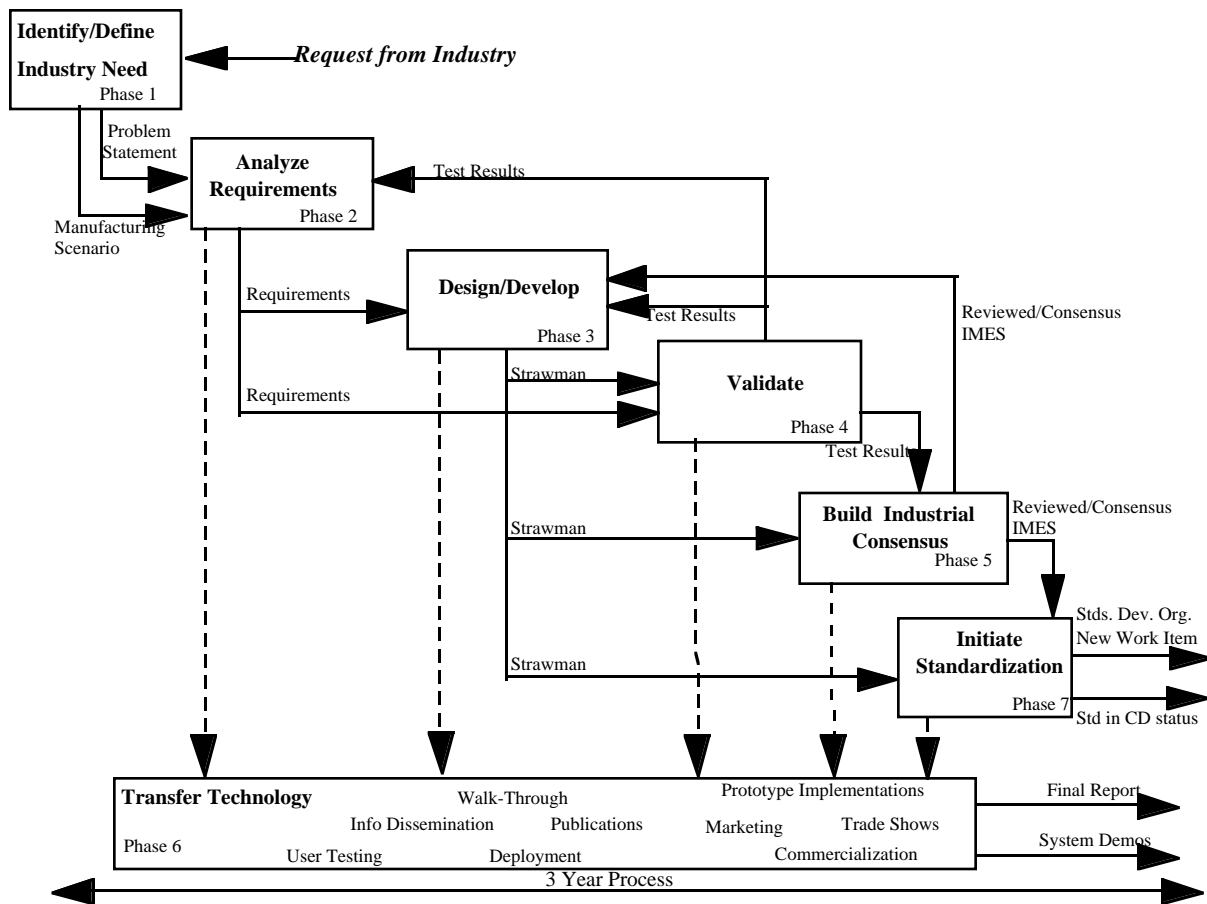 Identify/Define
Industry Need
Phase 1
Request from Industry
Problem
Statement
Manufacturing
Scenario
Analyze
Requirements
Phase 2
Test Results
Requirements
Design/Develop
Phase 3
Test Results
Reviewed/Consensus
IMES
Strawman
Requirements
Validate
Phase 4
Test Results
Strawman
Build Industrial
Consensus
Phase 5
Reviewed/Consensus
IMES
Strawman
Initiate
Standardization
Phase 7
Stds. Dev. Org.
New Work Item
Std in CD status
Transfer Technology
Phase 6
Walk-Through
Prototype Implementations
Info Dissemination
Publications
Marketing
Trade Shows
User Testing
Deployment
Commercialization
Final Report
System Demos
3 Year Process